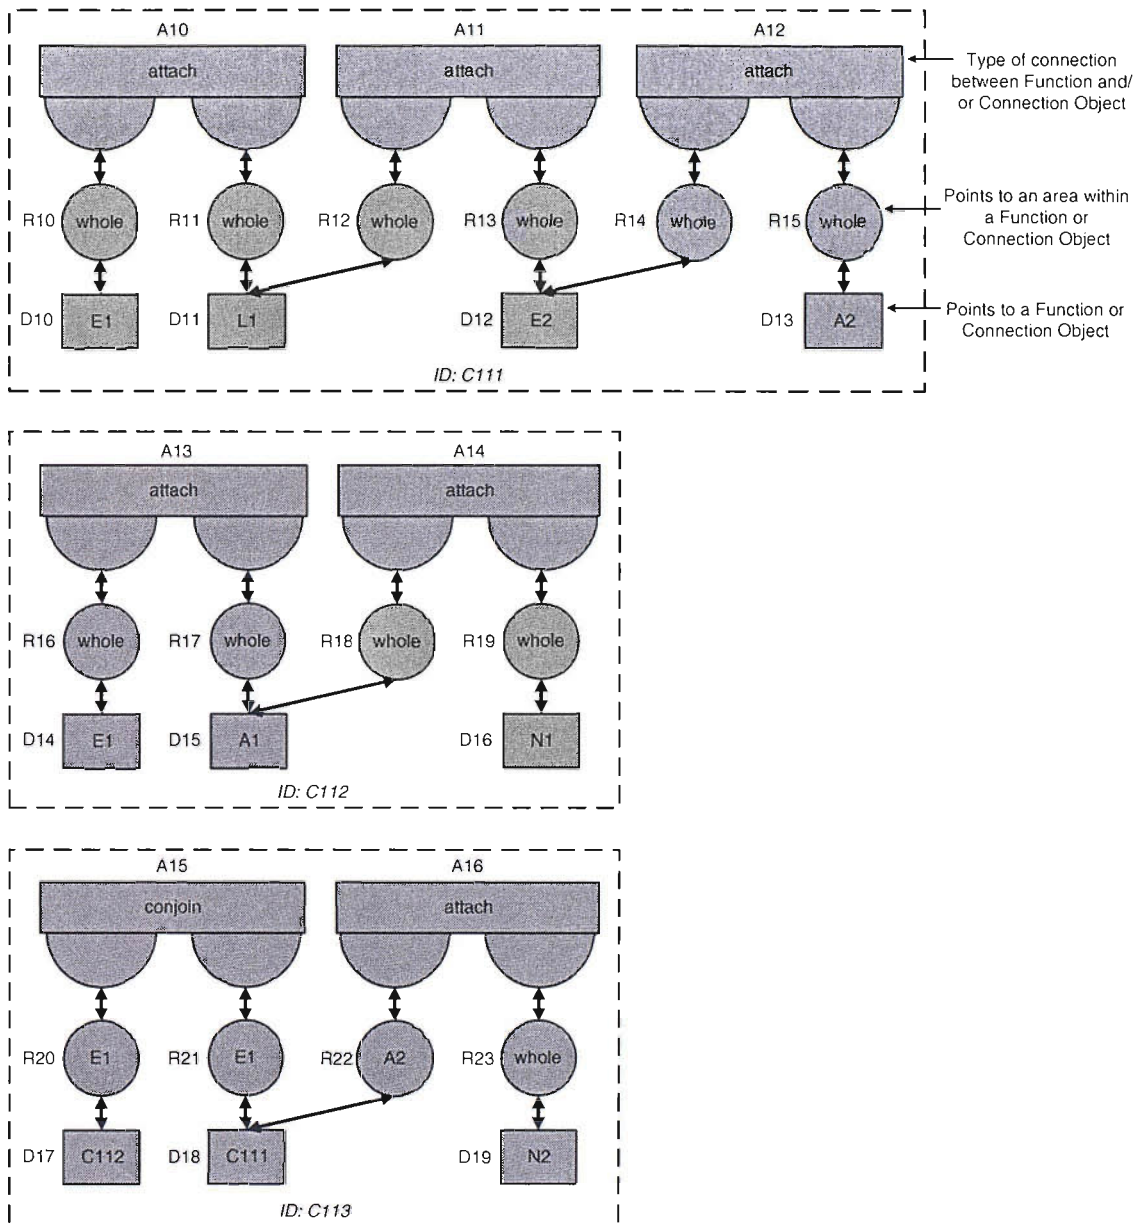 A10 A11 A12
attach attach attach
Type of connection
between Function and/
or Connection Object
R10 whole R11 whole R12 whole R13 whole R14 whole R15 whole
Points to an area within
a Function or
Connection Object
D10 E1 D11 L1 D12 E2 D13 A2
Points to a Function or
Connection Object
ID: C111
A13 A14
attach attach
R16 whole R17 whole R18 whole R19 whole
D14 E1 D15 A1 D16 N1
ID: C112
A15 A16
conjoin attach
R20 E1 R21 E1 R22 A2 R23 whole
D17 C112 D18 C111 D19 N2
ID: C113